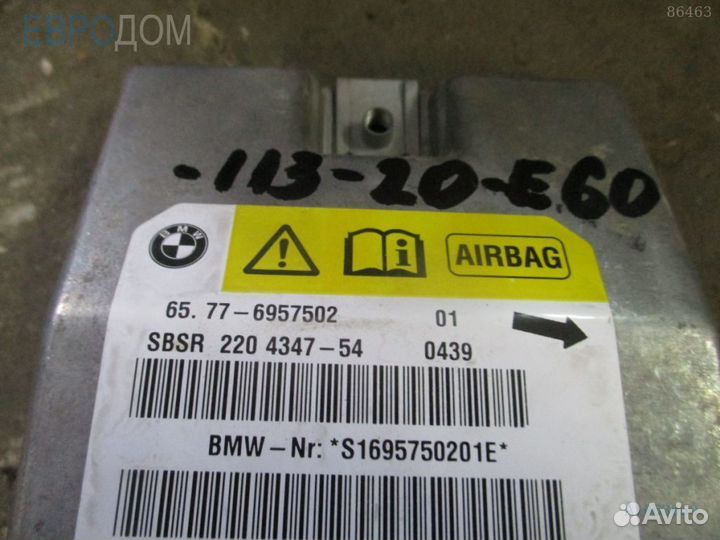 86463
ЕВРОДОМ
-113-20-E60
BMW
AIRBAG
65. 77-6957502 01
SBSR 220 4347-54 0439
BMW-Nr: *S1695750201E*
Avito